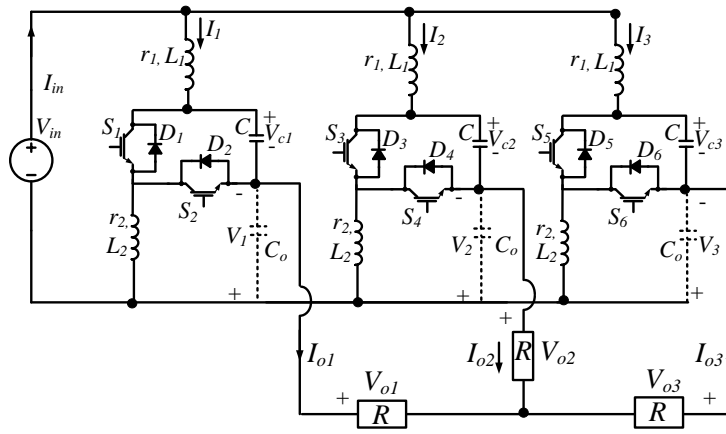 I1 I2 I3
r1, L1 r1, L1 r1, L1
Iin
Vin
+
-
S1 D1 C + Vc1 -
D2
S2 -
r2, L2
V1 Co
+
S3 D3 C + Vc2 -
D4
S4 -
r2, L2
V2 Co
+
S5 D5 C + Vc3 -
D6
S6 -
r2, L2
V3 Co
+
Io1
+ Vo1
R
Io2
+
R
Vo2
Io3
Vo3 +
R